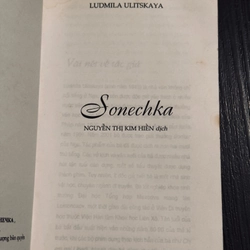 LUDMILA ULITSKAYA
Sonechka
NGUYỄN THỊ KIM HIỀN dịch